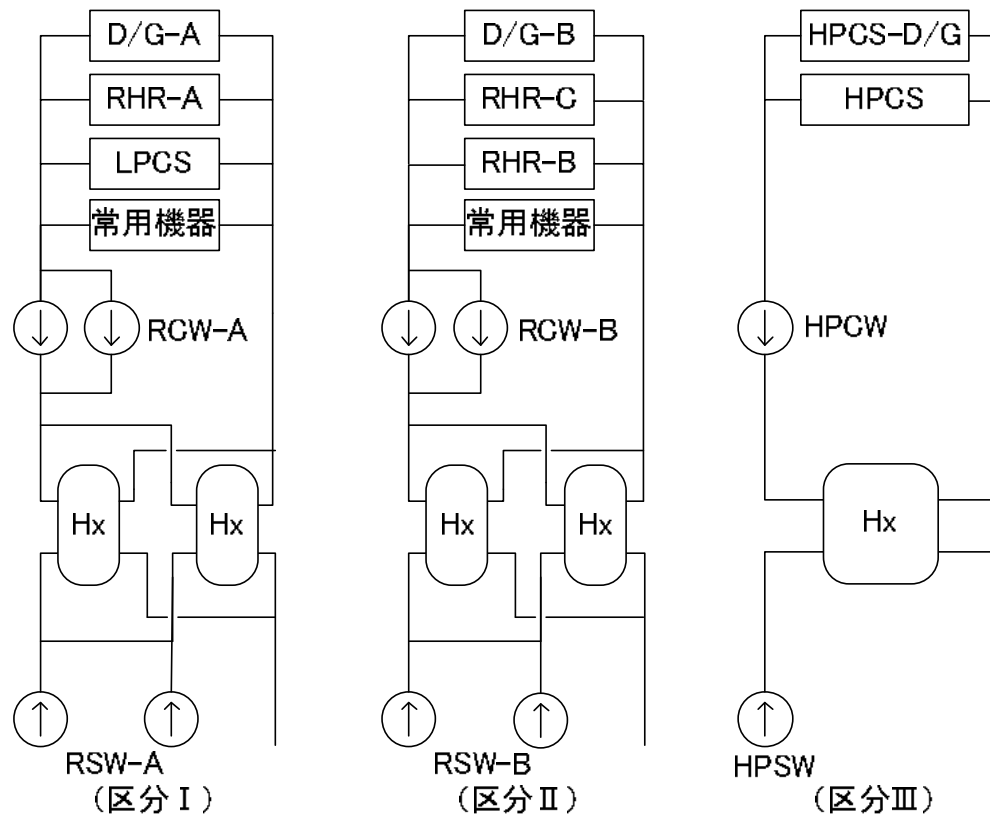 D/G-A
RHR-A
LPCS
常用機器
RCW-A
Hx
Hx
RSW-A
(区分Ⅰ)
D/G-B
RHR-C
RHR-B
常用機器
RCW-B
Hx
Hx
RSW-B
(区分Ⅱ)
HPCS-D/G
HPCS
HPCW
Hx
HPSW
(区分Ⅲ)